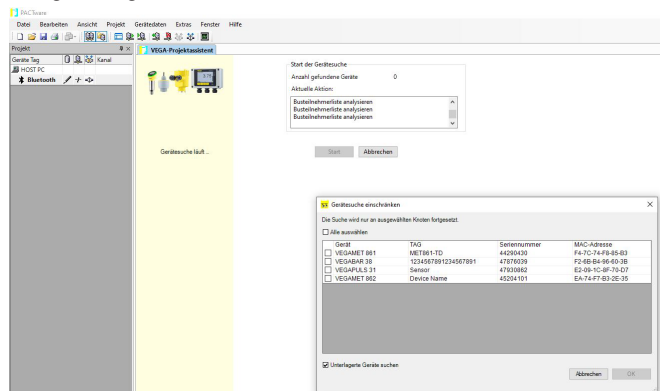 PACTware
Datei Bearbeiten Ansicht Projekt Gerätedaten Extras Fenster Hilfe
Projekt
VEGA-Projektassistent
Geräte Tag Kanal
HOST PC
Bluetooth
Start der Gerätesuche
Anzahl gefundene Geräte 0
Aktuelle Aktion:
Busteilnehmerliste analysieren
Busteilnehmerliste analysieren
Busteilnehmerliste analysieren
Gerätesuche läuft ...
Start Abbrechen
Gerätesuche einschränken
Die Suche wird nur an ausgewählten Knoten fortgesetzt.
Alle auswählen
Gerät TAG Seriennummer MAC-Adresse
VEGAMET 861 MET861-TD 44290430 F4-7C-74-F8-85-B3
VEGABAR 38 1234567891234567891 47876039 F2-6B-B4-96-60-3B
VEGAPULS 31 Sensor 47930862 E2-09-1C-8F-70-D7
VEGAMET 862 Device Name 45204101 EA-74-F7-B3-2E-35
Unterlagerte Geräte suchen
Abbrechen OK